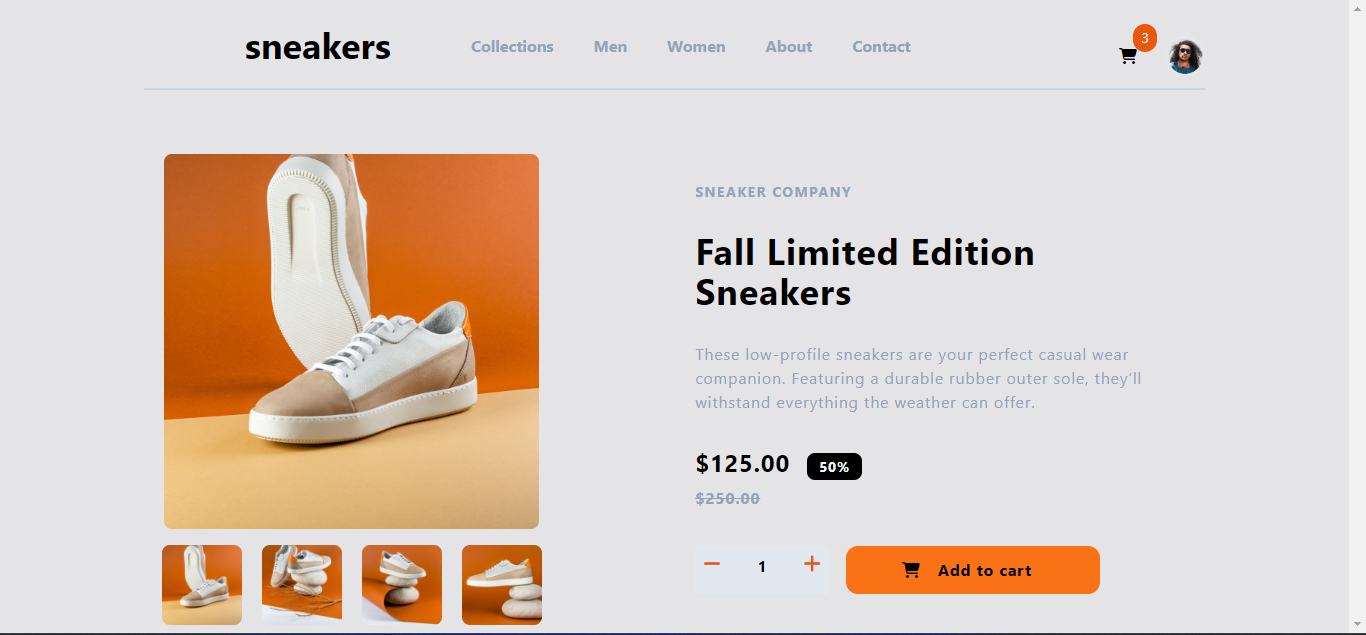 sneakers
Collections Men Women About Contact
3
SNEAKER COMPANY
Fall Limited Edition
Sneakers
These low-profile sneakers are your perfect casual wear
companion. Featuring a durable rubber outer sole, they’ll
withstand everything the weather can offer.
$125.00 50%
$250.00
1
Add to cart